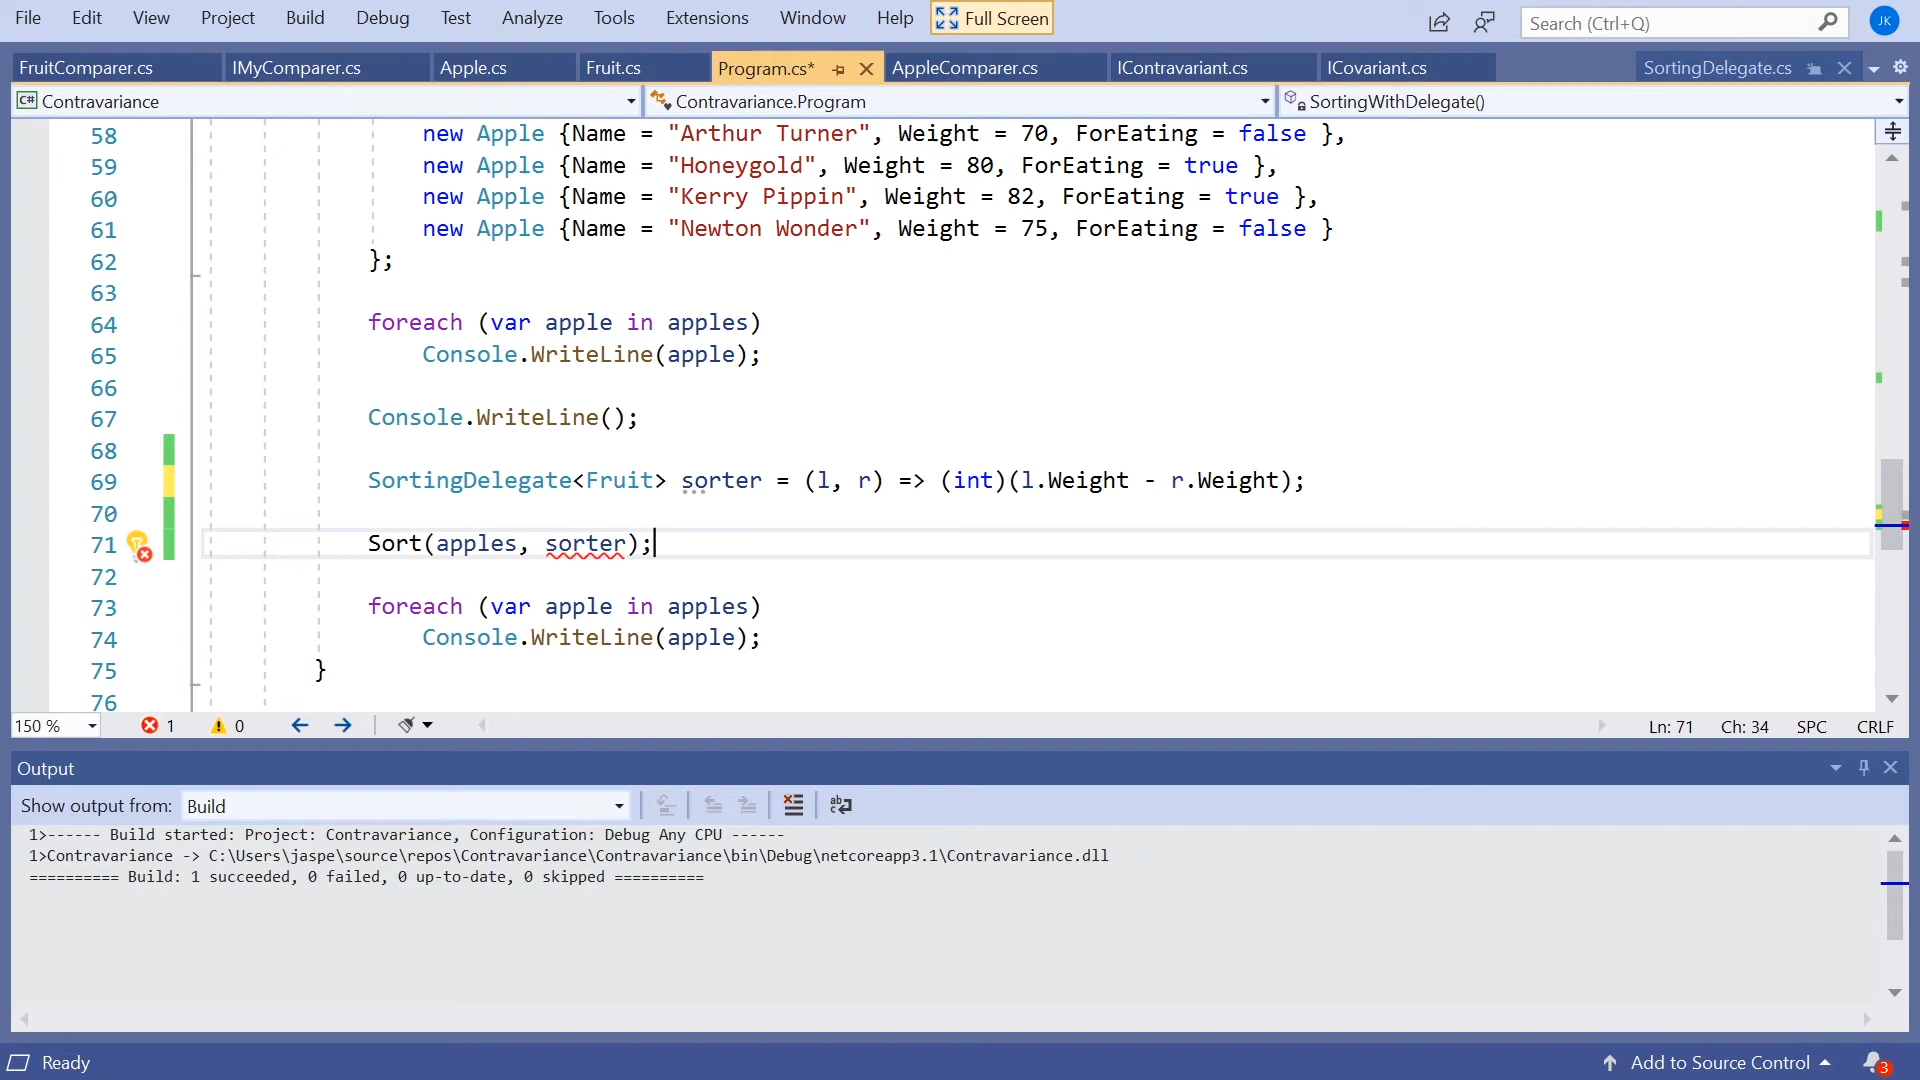 File Edit View Project Build Debug Test Analyze Tools Extensions Window Help Full Screen Search (Ctrl+Q) JK
FruitComparer.cs IMyComparer.cs Apple.cs Fruit.cs Program.cs* AppleComparer.cs IContravariant.cs ICovariant.cs SortingDelegate.cs
C# Contravariance Contravariance.Program SortingWithDelegate()
58 new Apple {Name = "Arthur Turner", Weight = 70, ForEating = false },
59 new Apple {Name = "Honeygold", Weight = 80, ForEating = true },
60 new Apple {Name = "Kerry Pippin", Weight = 82, ForEating = true },
61 new Apple {Name = "Newton Wonder", Weight = 75, ForEating = false }
62 };
63
64 foreach (var apple in apples)
65 Console.WriteLine(apple);
66
67 Console.WriteLine();
68
69 SortingDelegate<Fruit> sorter = (l, r) => (int)(l.Weight - r.Weight);
70
71 Sort(apples, sorter);
72
73 foreach (var apple in apples)
74 Console.WriteLine(apple);
75 }
76
150 % 1 0 Ln: 71 Ch: 34 SPC CRLF
Output
Show output from: Build
1>------ Build started: Project: Contravariance, Configuration: Debug Any CPU ------
1>Contravariance -> C:\Users\jaspe\source\repos\Contravariance\Contravariance\bin\Debug\netcoreapp3.1\Contravariance.dll
========== Build: 1 succeeded, 0 failed, 0 up-to-date, 0 skipped ==========
Ready Add to Source Control 3